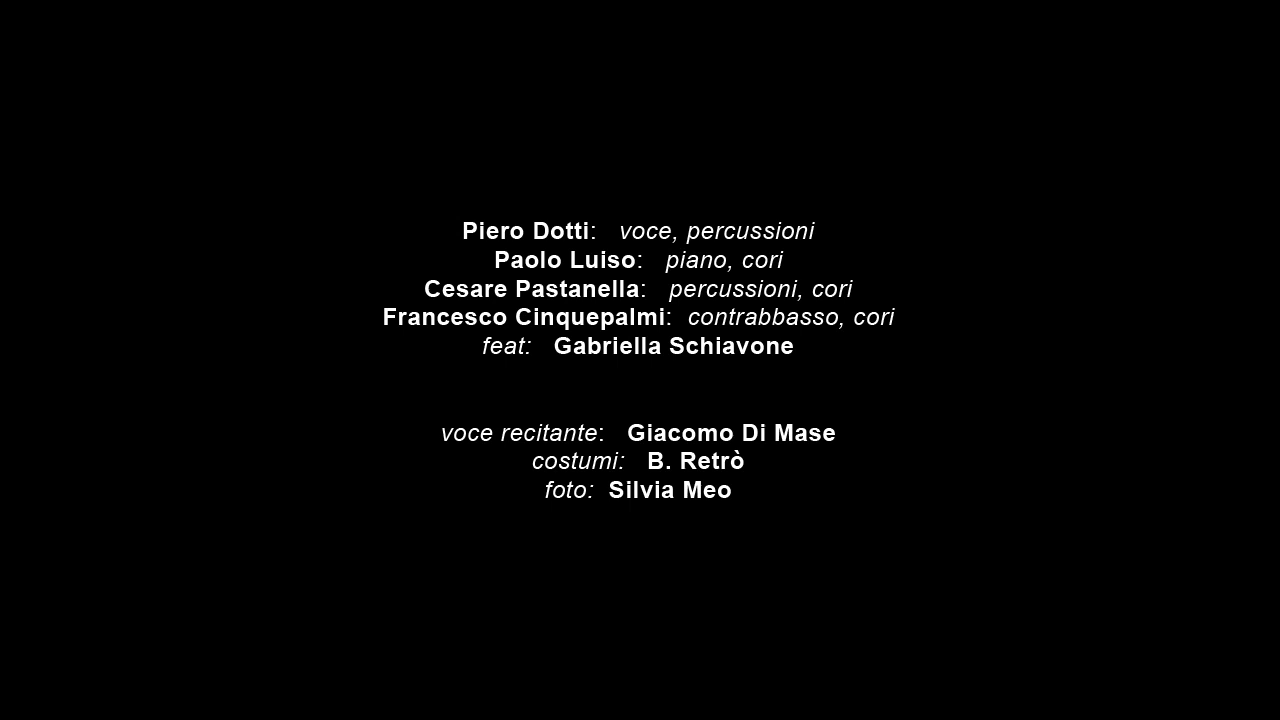 Piero Dotti: voce, percussioni
Paolo Luiso: piano, cori
Cesare Pastanella: percussioni, cori
Francesco Cinquepalmi: contrabbasso, cori
feat: Gabriella Schiavone
voce recitante: Giacomo Di Mase
costumi: B. Retrò
foto: Silvia Meo